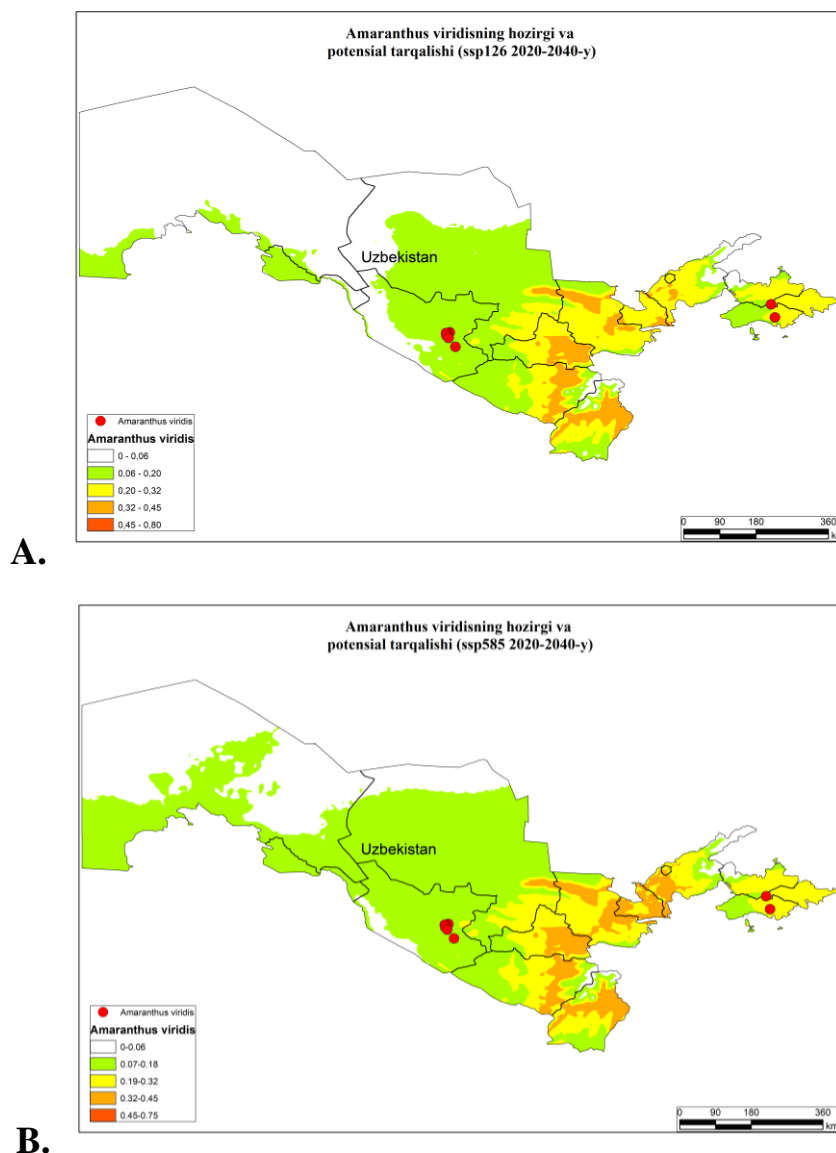 Amaranthus viridisning hozirgi va
potensial tarqalishi (ssp126 2020-2040-y)
Uzbekistan
Amaranthus viridis
Amaranthus viridis
0 - 0,06
0,06 - 0,20
0,20 - 0,32
0,32 - 0,45
0,45 - 0,80
0 90 180 360
A.
Amaranthus viridisning hozirgi va
potensial tarqalishi (ssp585 2020-2040-y)
Uzbekistan
Amaranthus viridis
Amaranthus viridis
0-0.06
0.07-0.18
0.19-0.32
0.32-0.45
0.45-0.75
0 90 180 360
km
B.